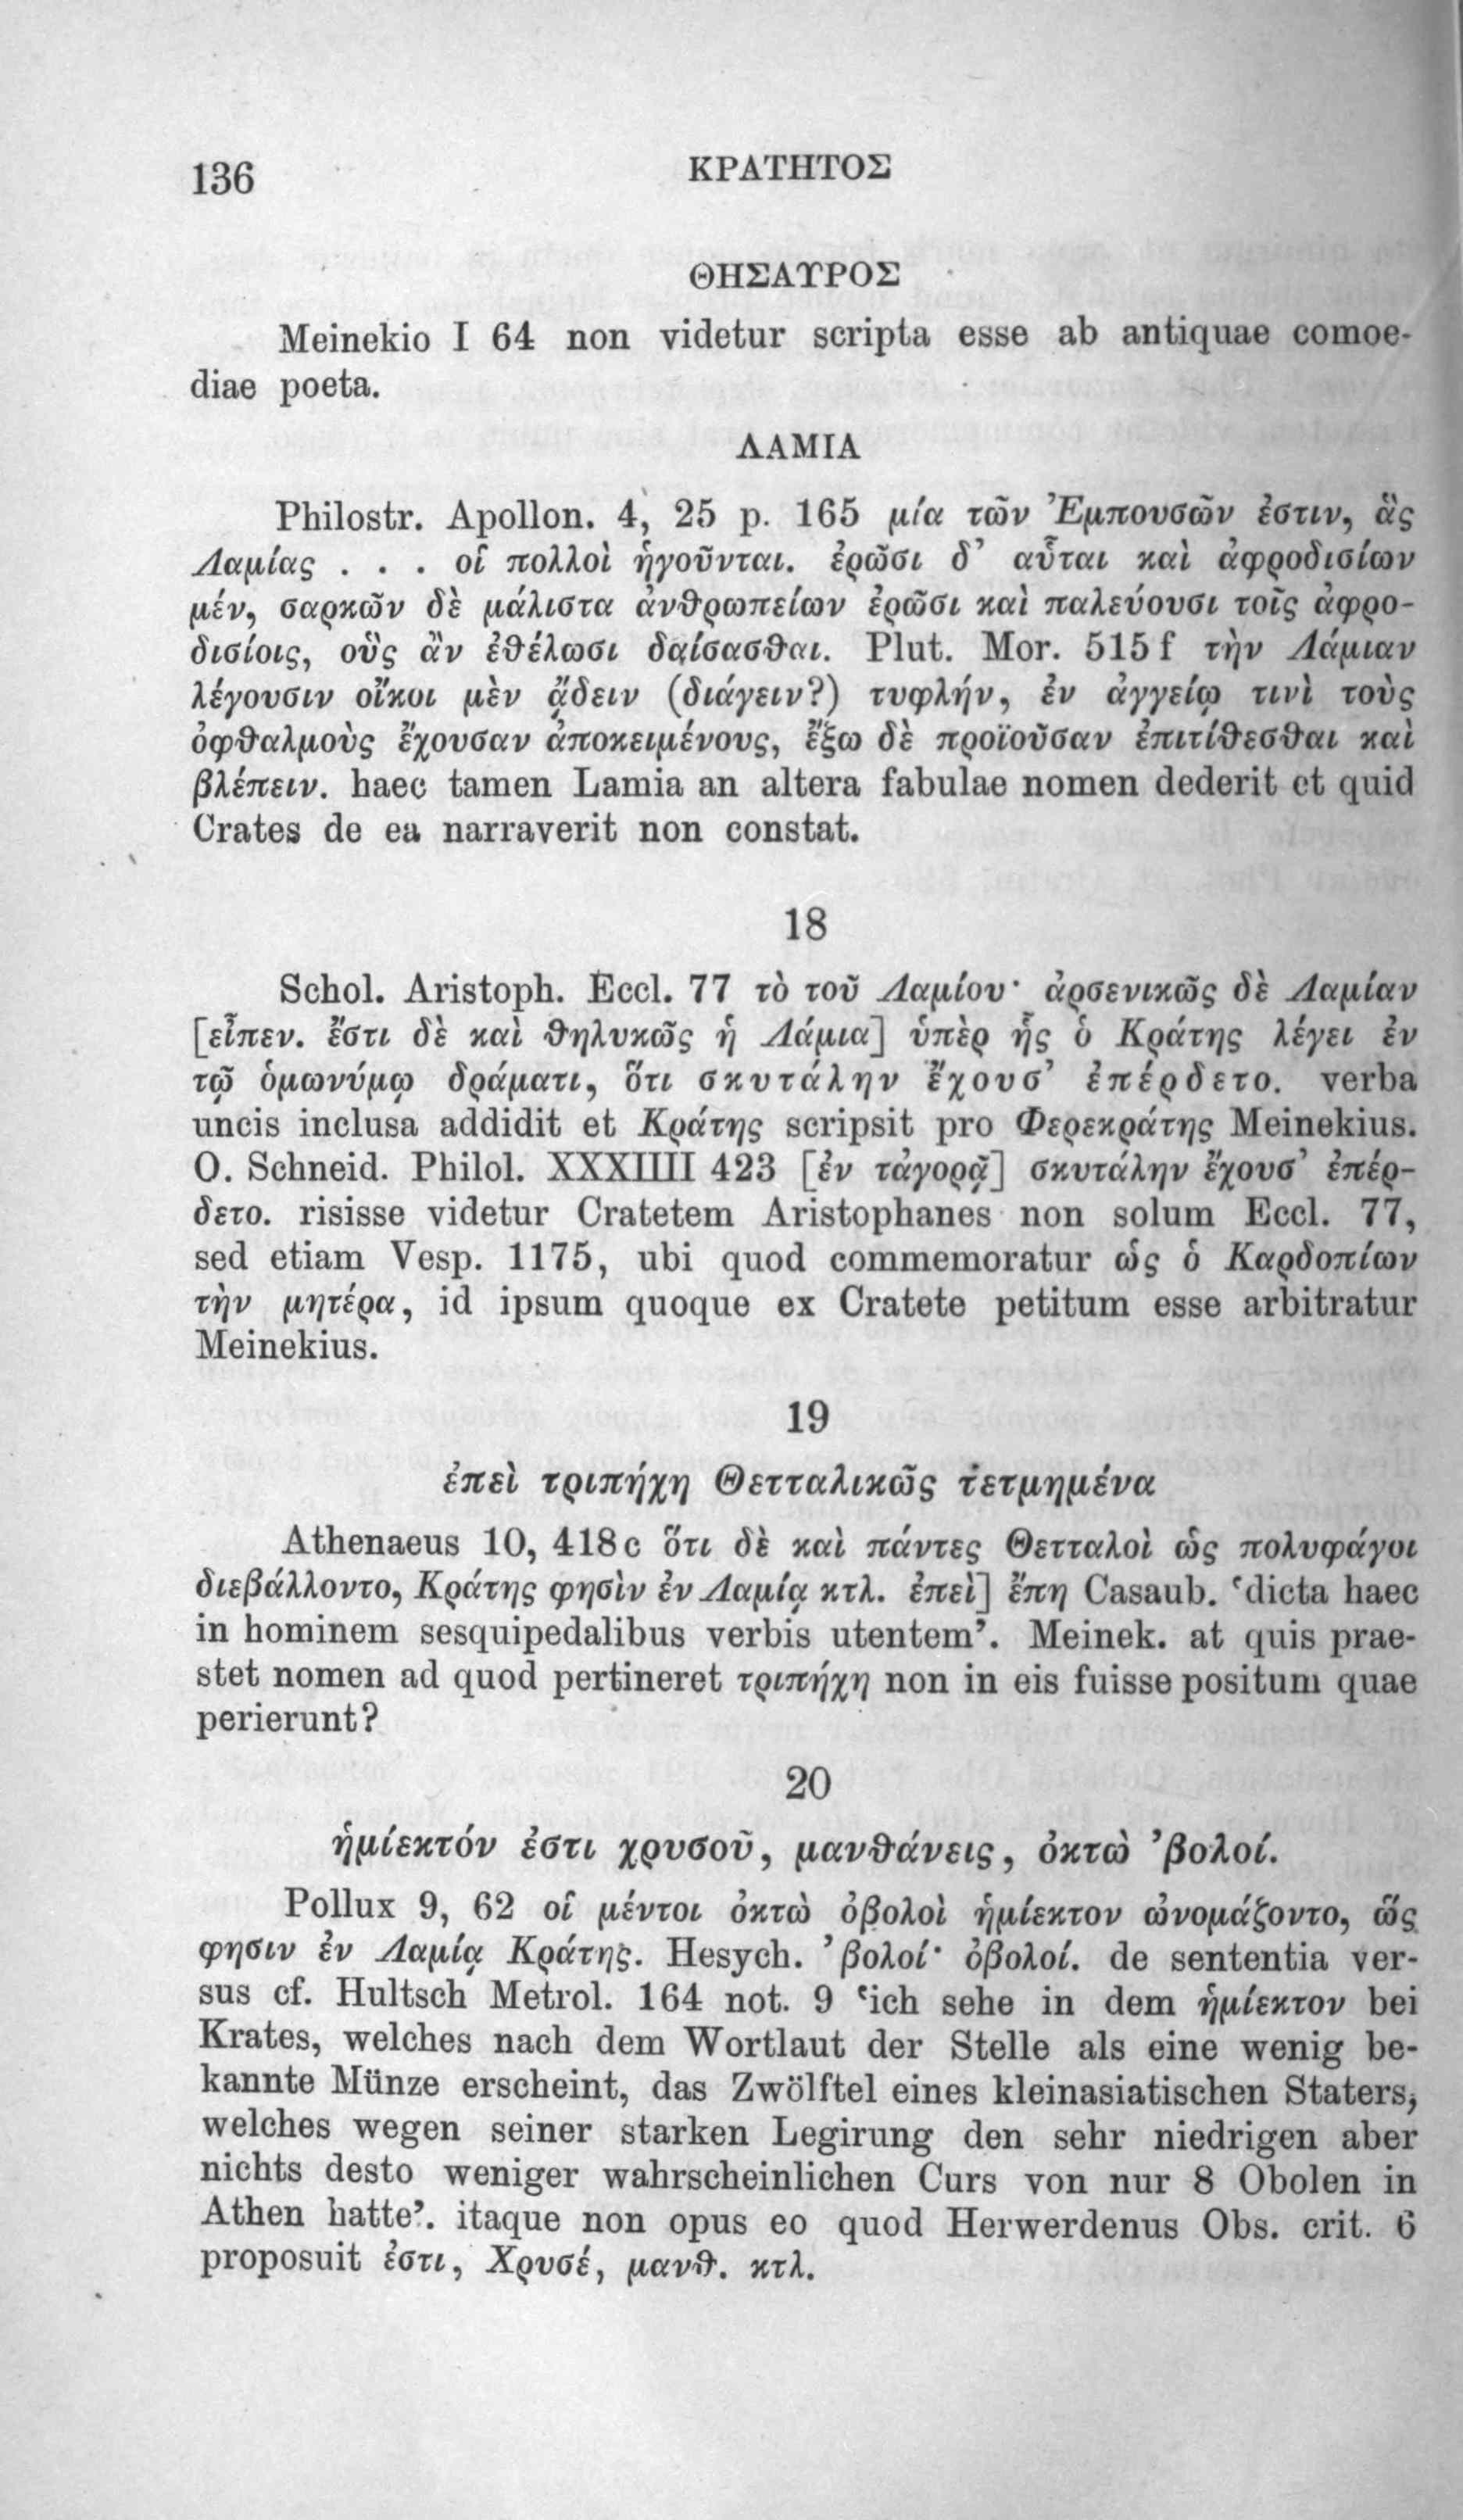 136
ΚΡΑΤΗΤΟΣ
ΘΗΣΑΥΡΟΣ
Meinekio I 64 non videtur scripta esse ab antiquae comoe-
diae poeta.
ΛΑΜΙΑ
Philostr. Apollon. 4, 25 p. 165 μία τῶν Ἐμπουσῶν ἐστιν, ἃς
Λαμίας . . . οἱ πολλοὶ ἡγοῦνται. ἐρῶσι δ’ αὗται καὶ ἀφροδισίων
μέν, σαρκῶν δὲ μάλιστα ἀνθρωπείων ἐρῶσι καὶ παλεύουσι τοῖς ἀφρο-
δισίοις, οὓς ἂν ἐθέλωσι δαίσασθαι. Plut. Mor. 515 f τὴν Λάμιαν
λέγουσιν οἴκοι μὲν ᾄδειν (διάγειν?) τυφλήν, ἐν ἀγγείῳ τινὶ τοὺς
ὀφθαλμοὺς ἔχουσαν ἀποκειμένους, ἔξω δὲ προϊοῦσαν ἐπιτίθεσθαι καὶ
βλέπειν. haec tamen Lamia an altera fabulae nomen dederit et quid
Crates de ea narraverit non constat.
18
Schol. Aristoph. Eccl. 77 τὸ τοῦ Λαμίου· ἀρσενικῶς δὲ Λαμίαν
[εἶπεν. ἔστι δὲ καὶ θηλυκῶς ἡ Λάμια] ὑπὲρ ἧς ὁ Κράτης λέγει ἐν
τῷ ὁμωνύμῳ δράματι, ὅτι σκυτάλην ἔχουσ’ ἐπέρδετο. verba
uncis inclusa addidit et Κράτης scripsit pro Φερεκράτης Meinekius.
O. Schneid. Philol. XXXIIII 423 [ἐν τἀγορᾷ] σκυτάλην ἔχουσ’ ἐπέρ-
δετο. risisse videtur Cratetem Aristophanes non solum Eccl. 77,
sed etiam Vesp. 1175, ubi quod commemoratur ὡς ὁ Καρδοπίων
τὴν μητέρα, id ipsum quoque ex Cratete petitum esse arbitratur
Meinekius.
19
ἐπεὶ τριπήχη Θετταλικῶς τετμημένα
Athenaeus 10, 418 c ὅτι δὲ καὶ πάντες Θετταλοὶ ὡς πολυφάγοι
διεβάλλοντο, Κράτης φησὶν ἐν Λαμίᾳ κτλ. ἐπεὶ] ἔπη Casaub. ‘dicta haec
in hominem sesquipedalibus verbis utentem’. Meinek. at quis prae-
stet nomen ad quod pertineret τριπήχη non in eis fuisse positum quae
perierunt?
20
ἡμίεκτόν ἐστι χρυσοῦ, μανθάνεις, ὀκτὼ ’βολοί.
Pollux 9, 62 οἱ μέντοι ὀκτὼ ὀβολοὶ ἡμίεκτον ὠνομάζοντο, ὥς
φησιν ἐν Λαμίᾳ Κράτης. Hesych. ’βολοί· ὀβολοί. de sententia ver-
sus cf. Hultsch Metrol. 164 not. 9 ‘ich sehe in dem ἡμίεκτον bei
Krates, welches nach dem Wortlaut der Stelle als eine wenig be-
kannte Münze erscheint, das Zwölftel eines kleinasiatischen Staters,
welches wegen seiner starken Legirung den sehr niedrigen aber
nichts desto weniger wahrscheinlichen Curs von nur 8 Obolen in
Athen hatte’. itaque non opus eo quod Herwerdenus Obs. crit. 6
proposuit ἐστι, Χρυσέ, μανθ. κτλ.